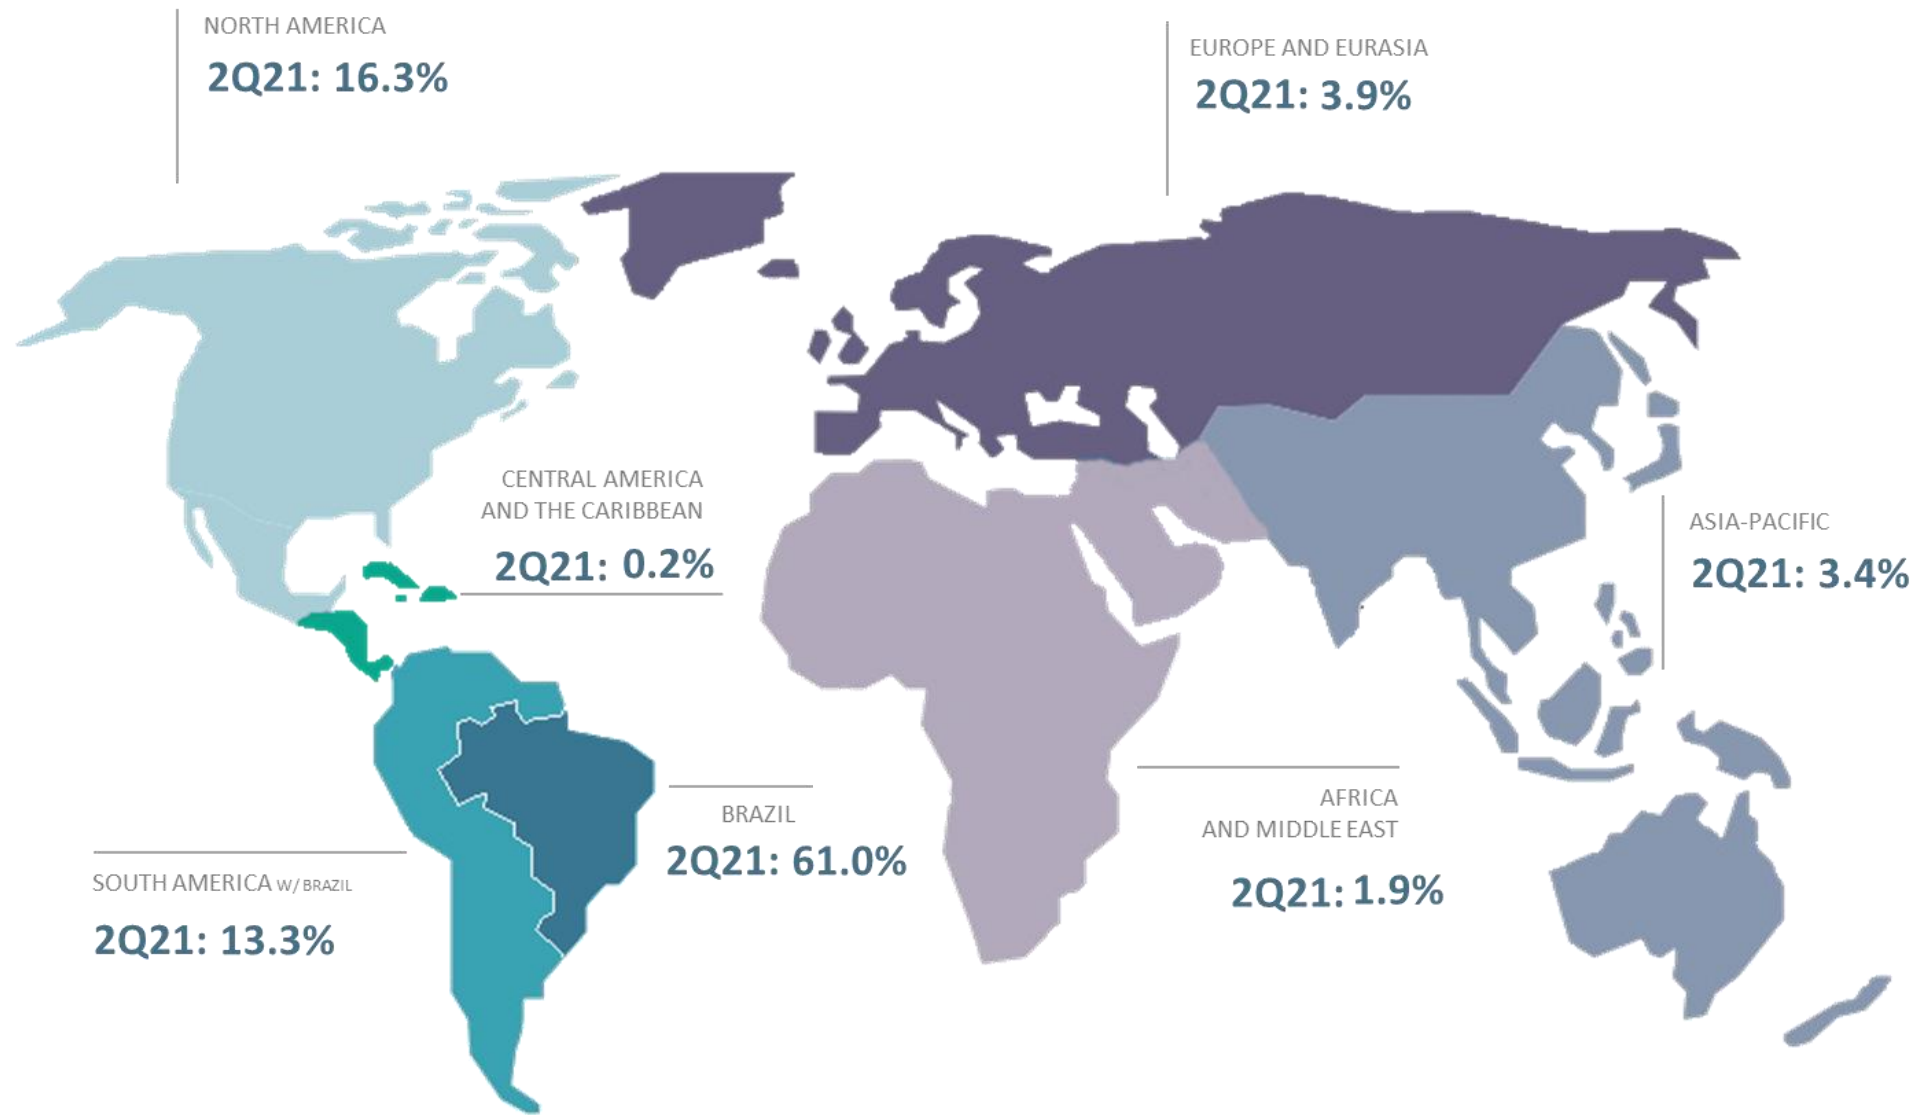 NORTH AMERICA
2Q21: 16.3%
EUROPE AND EURASIA
2Q21: 3.9%
CENTRAL AMERICA
AND THE CARIBBEAN
2Q21: 0.2%
ASIA-PACIFIC
2Q21: 3.4%
BRAZIL
2Q21: 61.0%
AFRICA
AND MIDDLE EAST
2Q21: 1.9%
SOUTH AMERICA W/ BRAZIL
2Q21: 13.3%